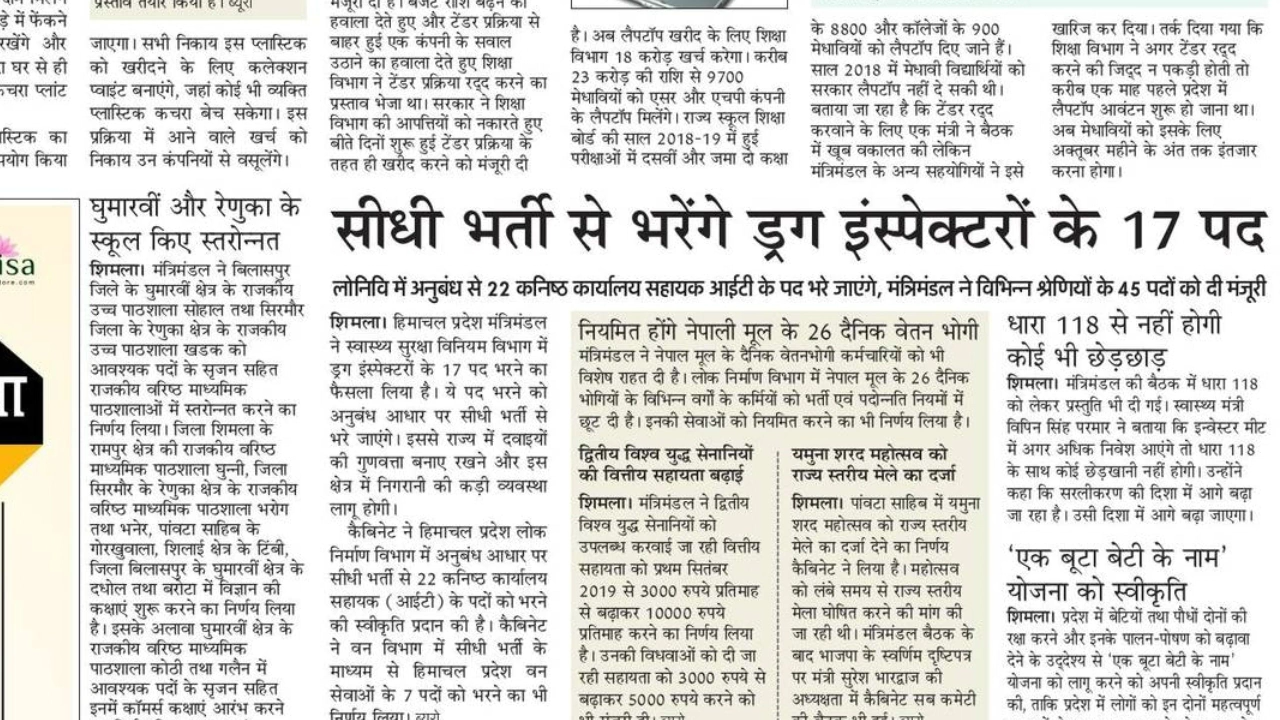 प्रस्ताव तैयार किया है। ब्यूरो
ड़े में फेंकने
रखेंगे और
घर से ही
कचरा प्लांट
स्टिक का
पयोग किया
जाएगा। सभी निकाय इस प्लास्टिक
को खरीदने के लिए कलेक्शन
प्वाइंट बनाएंगे, जहां कोई भी व्यक्ति
प्लास्टिक कचरा बेच सकेगा। इस
प्रक्रिया में आने वाले खर्च को
निकाय उन कंपनियों से वसूलेंगे।
मंजूरी दी है। बजट राशि बढ़ने का
हवाला देते हुए और टेंडर प्रक्रिया से
बाहर हुई एक कंपनी के सवाल
उठाने का हवाला देते हुए शिक्षा
विभाग ने टेंडर प्रक्रिया रद्द करने का
प्रस्ताव भेजा था। सरकार ने शिक्षा
विभाग की आपत्तियों को नकारते हुए
बीते दिनों शुरू हुई टेंडर प्रक्रिया के
तहत ही खरीद करने को मंजूरी दी
है। अब लैपटॉप खरीद के लिए शिक्षा
विभाग 18 करोड़ खर्च करेगा। करीब
23 करोड़ की राशि से 9700
मेधावियों को एसर और एचपी कंपनी
के लैपटॉप मिलेंगे। राज्य स्कूल शिक्षा
बोर्ड की साल 2018-19 में हुई
परीक्षाओं में दसवीं और जमा दो कक्षा
के 8800 और कॉलेजों के 900
मेधावियों को लैपटॉप दिए जाने हैं।
साल 2018 में मेधावी विद्यार्थियों को
सरकार लैपटॉप नहीं दे सकी थी।
बताया जा रहा है कि टेंडर रद्द
करवाने के लिए एक मंत्री ने बैठक
में खूब वकालत की लेकिन
मंत्रिमंडल के अन्य सहयोगियों ने इसे
खारिज कर दिया। तर्क दिया गया कि
शिक्षा विभाग ने अगर टेंडर रद्द
करने की जिद्द न पकड़ी होती तो
करीब एक माह पहले प्रदेश में
लैपटॉप आवंटन शुरू हो जाना था।
अब मेधावियों को इसके लिए
अक्तूबर महीने के अंत तक इंतजार
करना होगा।
isa
ore.com
घुमारवीं और रेणुका के
स्कूल किए स्तरोन्नत
शिमला। मंत्रिमंडल ने बिलासपुर
जिले के घुमारवीं क्षेत्र के राजकीय
उच्च पाठशाला सोहाल तथा सिरमौर
जिला के रेणुका क्षेत्र के राजकीय
उच्च पाठशाला खडक को
आवश्यक पदों के सृजन सहित
राजकीय वरिष्ठ माध्यमिक
पाठशालाओं में स्तरोन्नत करने का
निर्णय लिया। जिला शिमला के
रामपुर क्षेत्र की राजकीय वरिष्ठ
माध्यमिक पाठशाला घुन्नी, जिला
सिरमौर के रेणुका क्षेत्र के राजकीय
वरिष्ठ माध्यमिक पाठशाला भरोग
तथा भनेर, पांवटा साहिब के
गोरखुवाला, शिलाई क्षेत्र के टिंबी,
जिला बिलासपुर के घुमारवीं क्षेत्र के
दधोल तथा बरोटा में विज्ञान की
कक्षाएं शुरू करने का निर्णय लिया
है। इसके अलावा घुमारवीं क्षेत्र के
राजकीय वरिष्ठ माध्यमिक
पाठशाला कोठी तथा गलैन में
आवश्यक पदों के सृजन सहित
इनमें कॉमर्स कक्षाएं आरंभ करने
सीधी भर्ती से भरेंगे ड्रग इंस्पेक्टरों के 17 पद
लोनिवि में अनुबंध से 22 कनिष्ठ कार्यालय सहायक आईटी के पद भरे जाएंगे, मंत्रिमंडल ने विभिन्न श्रेणियों के 45 पदों को दी मंजूरी
शिमला। हिमाचल प्रदेश मंत्रिमंडल
ने स्वास्थ्य सुरक्षा विनियम विभाग में
ड्रग इंस्पेक्टरों के 17 पद भरने का
फैसला लिया है। ये पद भरने को
अनुबंध आधार पर सीधी भर्ती से
भरे जाएंगे। इससे राज्य में दवाइयों
की गुणवत्ता बनाए रखने और इस
क्षेत्र में निगरानी की कड़ी व्यवस्था
लागू होगी।
कैबिनेट ने हिमाचल प्रदेश लोक
निर्माण विभाग में अनुबंध आधार पर
सीधी भर्ती से 22 कनिष्ठ कार्यालय
सहायक (आईटी) के पदों को भरने
की स्वीकृति प्रदान की है। कैबिनेट
ने वन विभाग में सीधी भर्ती के
माध्यम से हिमाचल प्रदेश वन
सेवाओं के 7 पदों को भरने का भी
निर्णय लिया। ब्यूरो
नियमित होंगे नेपाली मूल के 26 दैनिक वेतन भोगी
मंत्रिमंडल ने नेपाल मूल के दैनिक वेतनभोगी कर्मचारियों को भी
विशेष राहत दी है। लोक निर्माण विभाग में नेपाल मूल के 26 दैनिक
भोगियों के विभिन्न वर्गों के कर्मियों को भर्ती एवं पदोन्नति नियमों में
छूट दी है। इनकी सेवाओं को नियमित करने का भी निर्णय लिया है।
द्वितीय विश्व युद्ध सेनानियों
की वित्तीय सहायता बढ़ाई
शिमला। मंत्रिमंडल ने द्वितीय
विश्व युद्ध सेनानियों को
उपलब्ध करवाई जा रही वित्तीय
सहायता को प्रथम सितंबर
2019 से 3000 रुपये प्रतिमाह
से बढ़ाकर 10000 रुपये
प्रतिमाह करने का निर्णय लिया
है। उनकी विधवाओं को दी जा
रही सहायता को 3000 रुपये से
बढ़ाकर 5000 रुपये करने को
भी मंजूरी दी। ब्यूरो
यमुना शरद महोत्सव को
राज्य स्तरीय मेले का दर्जा
शिमला। पांवटा साहिब में यमुना
शरद महोत्सव को राज्य स्तरीय
मेले का दर्जा देने का निर्णय
कैबिनेट ने लिया है। महोत्सव
को लंबे समय से राज्य स्तरीय
मेला घोषित करने की मांग की
जा रही थी। मंत्रिमंडल बैठक के
बाद भाजपा के स्वर्णिम दृष्टिपत्र
पर मंत्री सुरेश भारद्वाज की
अध्यक्षता में कैबिनेट सब कमेटी
की बैठक भी हुई। ब्यूरो
धारा 118 से नहीं होगी
कोई भी छेड़छाड़
शिमला। मंत्रिमंडल की बैठक में धारा 118
को लेकर प्रस्तुति भी दी गई। स्वास्थ्य मंत्री
विपिन सिंह परमार ने बताया कि इन्वेस्टर मीट
में अगर अधिक निवेश आएंगे तो धारा 118
के साथ कोई छेड़खानी नहीं होगी। उन्होंने
कहा कि सरलीकरण की दिशा में आगे बढ़ा
जा रहा है। उसी दिशा में आगे बढ़ा जाएगा।
‘एक बूटा बेटी के नाम’
योजना को स्वीकृति
शिमला। प्रदेश में बेटियों तथा पौधों दोनों की
रक्षा करने और इनके पालन-पोषण को बढ़ावा
देने के उद्देश्य से ‘एक बूटा बेटी के नाम’
योजना को लागू करने को अपनी स्वीकृति प्रदान
की, ताकि प्रदेश में लोगों को इन दोनों महत्वपूर्ण